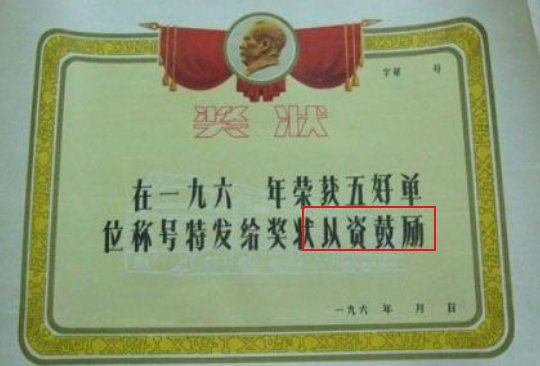 字第 号
奖状
在一九六 年荣获五好单
位称号特发给奖状以资鼓励
一九六 年 月 日